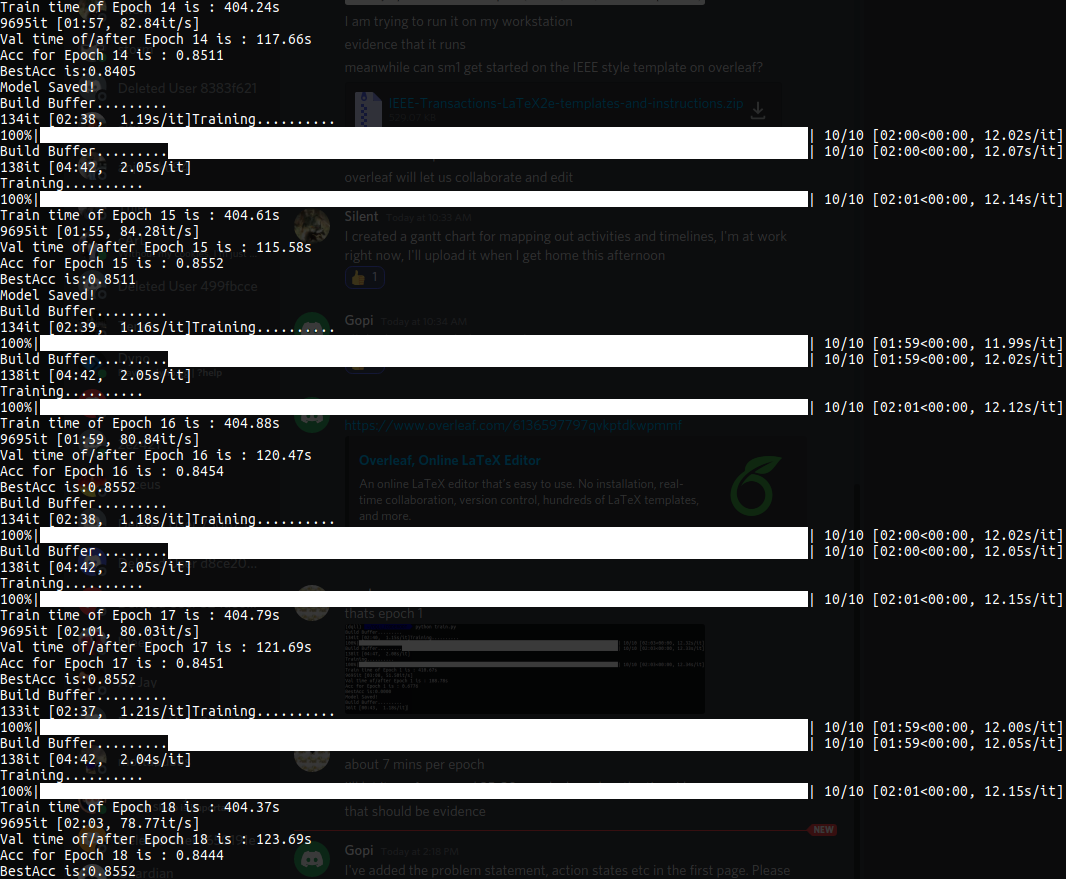 Train time of Epoch 14 is : 404.24s
9695it [01:57, 82.84it/s]
Val time of/after Epoch 14 is : 117.66s
Acc for Epoch 14 is : 0.8511
BestAcc is:0.8405
Model Saved!
Build Buffer.........
134it [02:38,  1.19s/it]Training..........
100%| | 10/10 [02:00<00:00, 12.02s/it]
Build Buffer......... | 10/10 [02:00<00:00, 12.07s/it]
138it [04:42,  2.05s/it]
Training..........
100%| | 10/10 [02:01<00:00, 12.14s/it]
Train time of Epoch 15 is : 404.61s
9695it [01:55, 84.28it/s]
Val time of/after Epoch 15 is : 115.58s
Acc for Epoch 15 is : 0.8552
BestAcc is:0.8511
Model Saved!
Build Buffer.........
134it [02:39,  1.16s/it]Training..........
100%| | 10/10 [01:59<00:00, 11.99s/it]
Build Buffer......... | 10/10 [01:59<00:00, 12.02s/it]
138it [04:42,  2.05s/it]
Training..........
100%| | 10/10 [02:01<00:00, 12.12s/it]
Train time of Epoch 16 is : 404.88s
9695it [01:59, 80.84it/s]
Val time of/after Epoch 16 is : 120.47s
Acc for Epoch 16 is : 0.8454
BestAcc is:0.8552
Build Buffer.........
134it [02:38,  1.18s/it]Training..........
100%| | 10/10 [02:00<00:00, 12.02s/it]
Build Buffer......... | 10/10 [02:00<00:00, 12.05s/it]
138it [04:42,  2.05s/it]
Training..........
100%| | 10/10 [02:01<00:00, 12.15s/it]
Train time of Epoch 17 is : 404.79s
9695it [02:01, 80.03it/s]
Val time of/after Epoch 17 is : 121.69s
Acc for Epoch 17 is : 0.8451
BestAcc is:0.8552
Build Buffer.........
133it [02:37,  1.21s/it]Training..........
100%| | 10/10 [01:59<00:00, 12.00s/it]
Build Buffer......... | 10/10 [01:59<00:00, 12.05s/it]
138it [04:42,  2.04s/it]
Training..........
100%| | 10/10 [02:01<00:00, 12.15s/it]
Train time of Epoch 18 is : 404.37s
9695it [02:03, 78.77it/s]
Val time of/after Epoch 18 is : 123.69s
Acc for Epoch 18 is : 0.8444
BestAcc is:0.8552
Deleted User 8383f621
Deleted User 499fbcce
I am trying to run it on my workstation
evidence that it runs
meanwhile can sm1 get started on the IEEE style template on overleaf?
IEEE-Transactions-LaTeX2e-templates-and-instructions.zip
overleaf will let us collaborate and edit
Silent Today at 10:33 AM
I created a gantt chart for mapping out activities and timelines, I'm at work
right now, I'll upload it when I get home this afternoon
1
Gopi Today at 10:34 AM
https://www.overleaf.com/6136597797qvkptdkwpmmf
Overleaf, Online LaTeX Editor
An online LaTeX editor that's easy to use. No installation, real-
time collaboration, version control, hundreds of LaTeX templates,
and more.
thats epoch 1
about 7 mins per epoch
that should be evidence
NEW
Gopi Today at 2:18 PM
I've added the problem statement, action states etc in the first page. Please